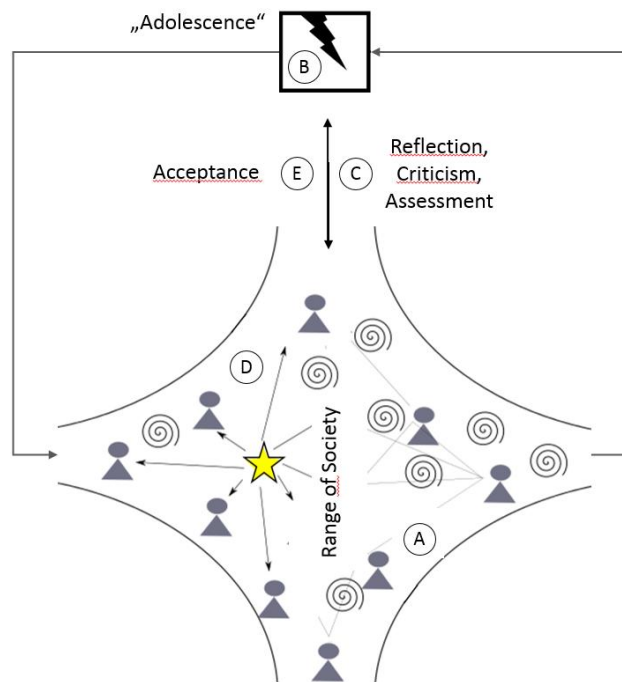 „Adolescence“
B
Acceptance
E
C
Reflection,
Criticism,
Assessment
D
Range of Society
A